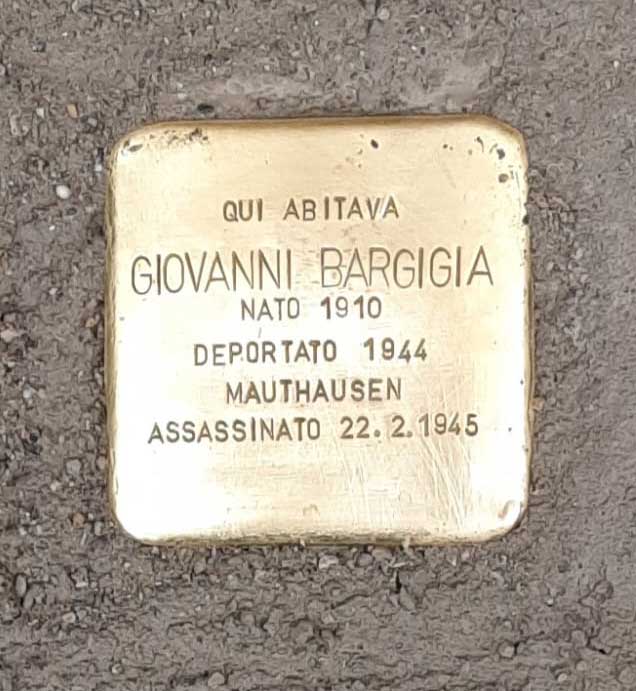 QUI ABITAVA
GIOVANNI BARGIGIA
NATO 1910
DEPORTATO 1944
MAUTHAUSEN
ASSASSINATO 22.2.1945